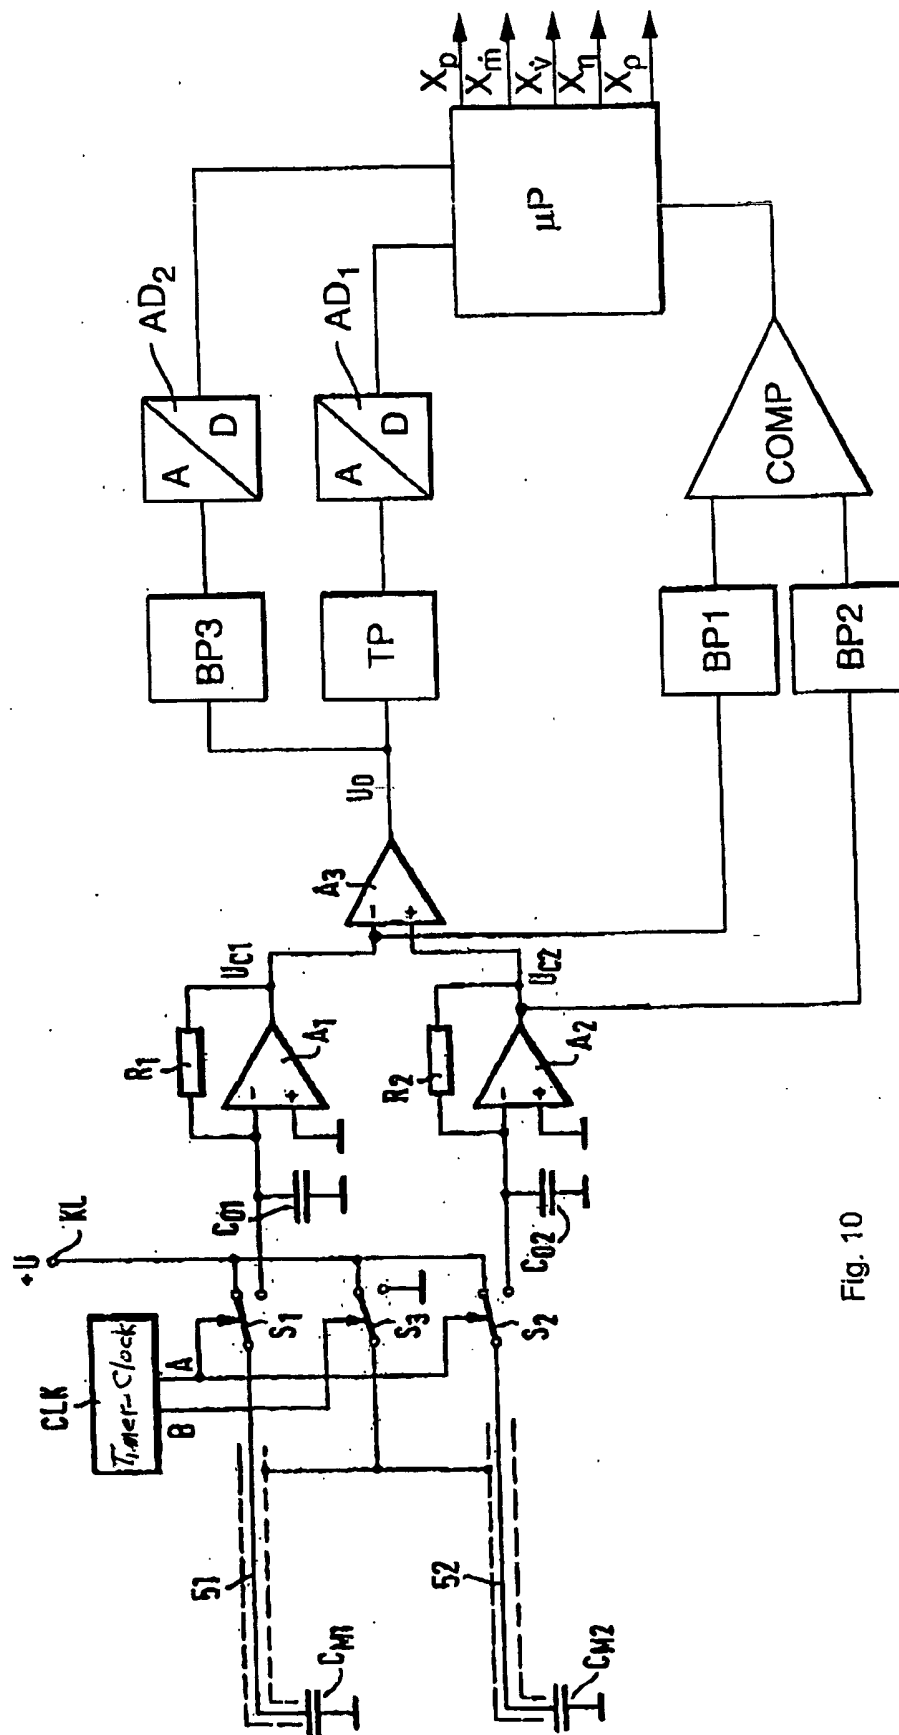 CLK
Timer-Clock
B
A
+U
KL
51
52
CM1
CM2
S1
S3
S2
C01
C02
R1
R2
-
+
A1
-
+
A2
UC1
UC2
-
+
A3
U0
BP3
TP
A
D
AD2
A
D
AD1
BP1
BP2
COMP
µP
Xp
Xṁ
Xv̇
Xη
Xρ
Fig. 10